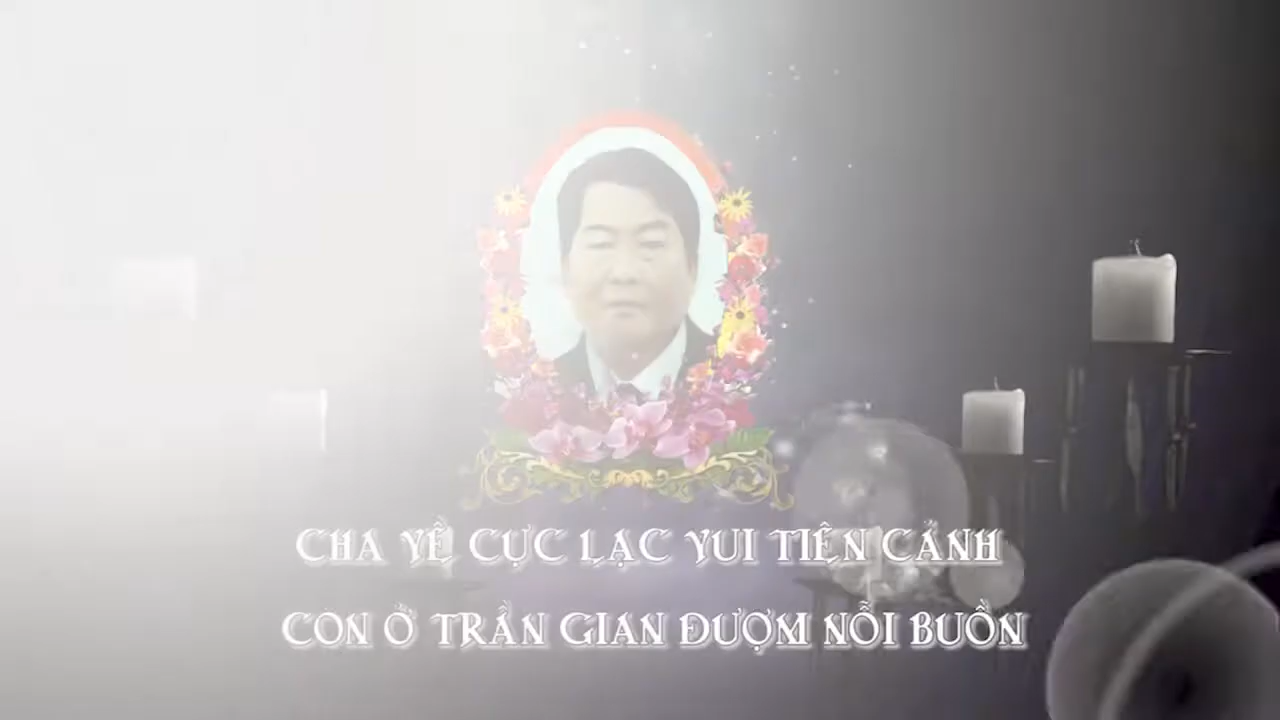 CHA VỀ CỰC LẠC VUI TIÊN CẢNH
CON Ở TRẦN GIAN ĐƯỢM NỖI BUỒN